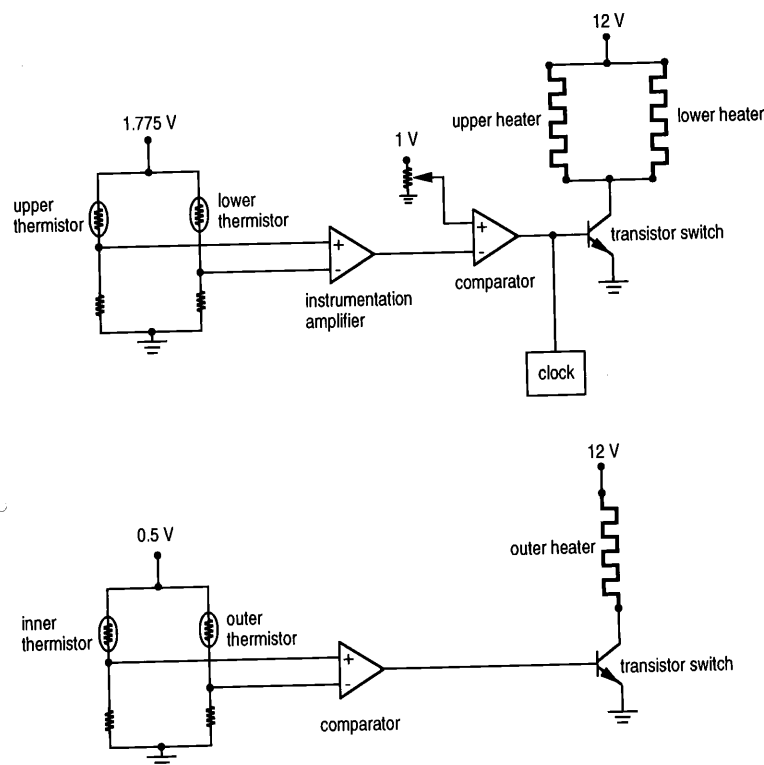 12 V
upper heater
lower heater
1.775 V
1 V
upper
thermistor
lower
thermistor
+
-
+
-
transistor switch
comparator
instrumentation
amplifier
clock
12 V
outer heater
0.5 V
inner
thermistor
outer
thermistor
+
-
transistor switch
comparator